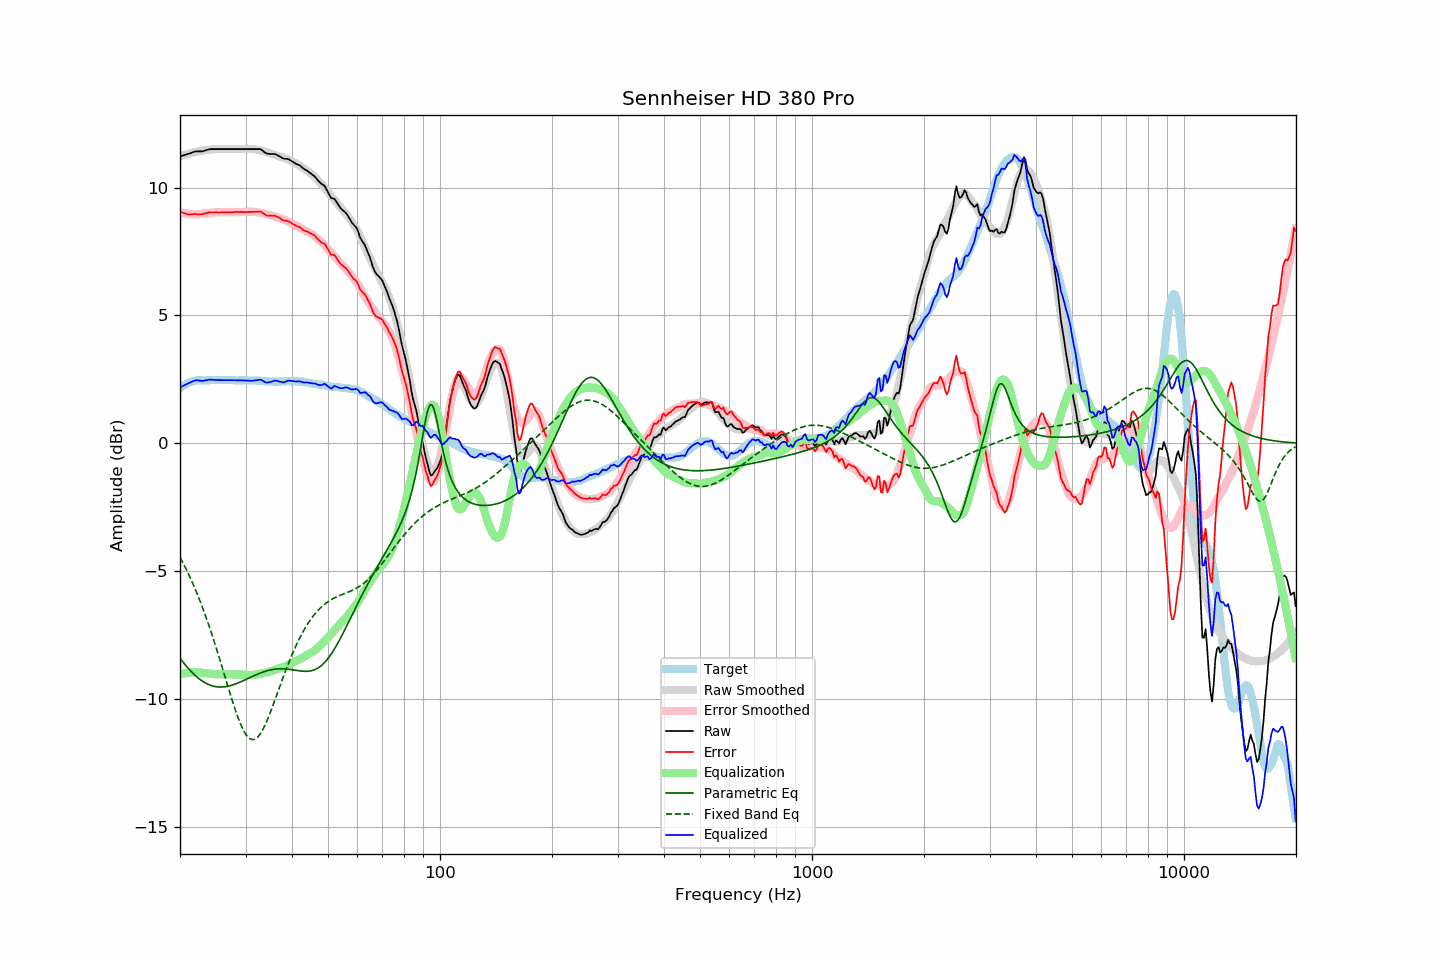 Sennheiser HD 380 Pro
Amplitude (dBr)
10
5
0
−5
−10
−15
Target
Raw Smoothed
Error Smoothed
Raw
Error
Equalization
Parametric Eq
Fixed Band Eq
Equalized
100
1000
10000
Frequency (Hz)